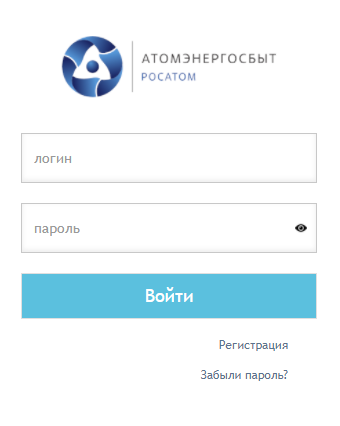 АТОМЭНЕРГОСБЫТ
РОСАТОМ
логин
пароль
Войти
Регистрация
Забыли пароль?